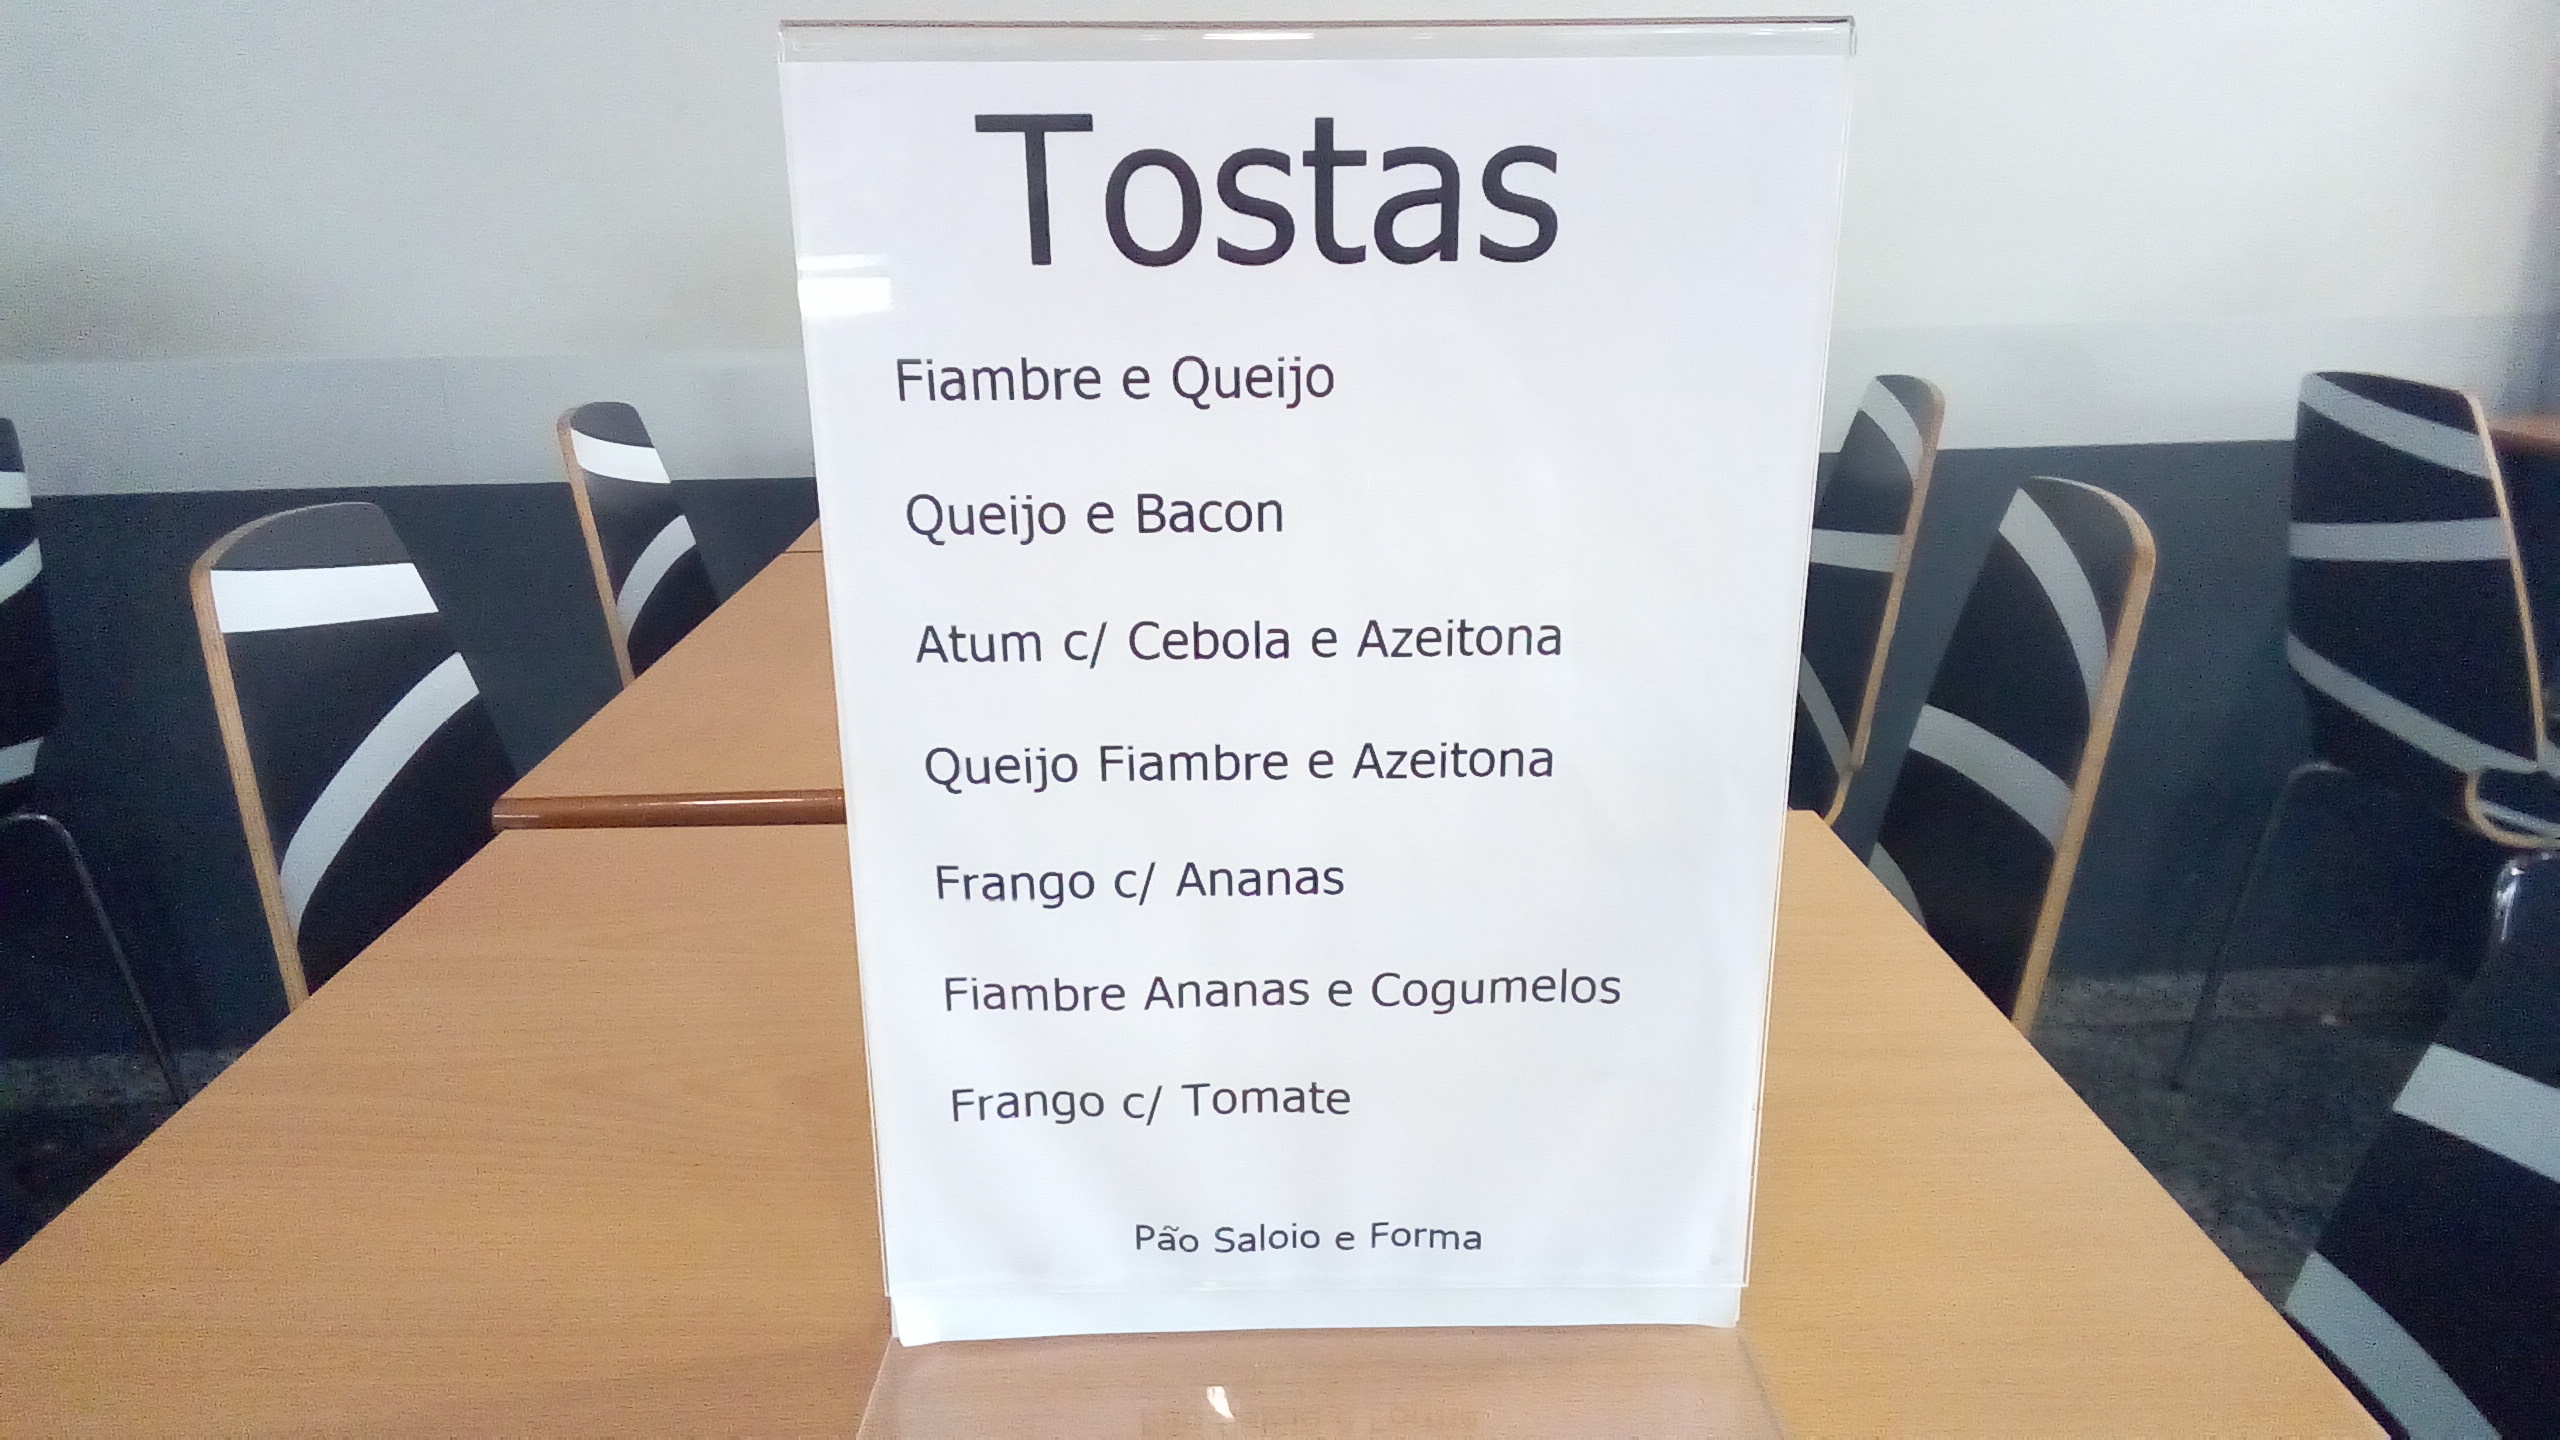 Tostas
Fiambre e Queijo
Queijo e Bacon
Atum c/ Cebola e Azeitona
Queijo Fiambre e Azeitona
Frango c/ Ananas
Fiambre Ananas e Cogumelos
Frango c/ Tomate
Pão Saloio e Forma